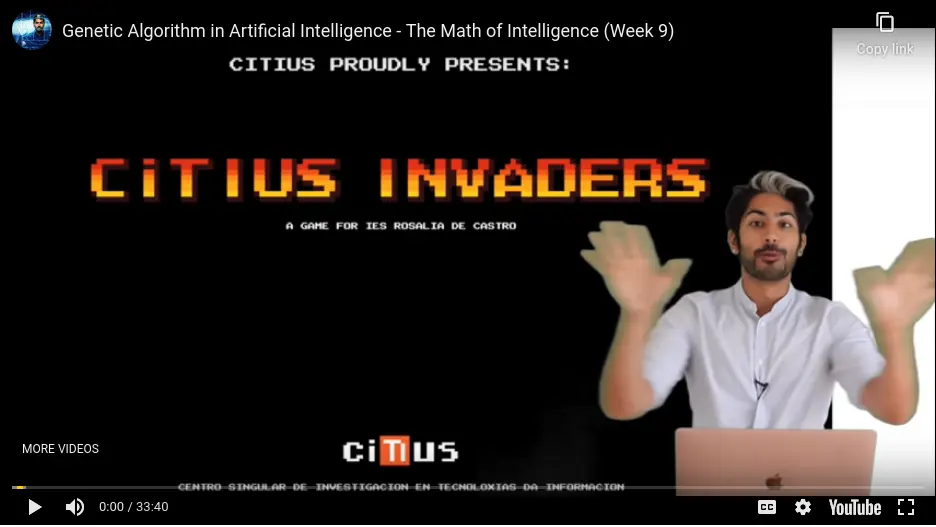 Genetic Algorithm in Artificial Intelligence - The Math of Intelligence (Week 9)
Copy link
CITIUS PROUDLY PRESENTS:
CiTIUS INVADERS
A GAME FOR IES ROSALIA DE CASTRO
MORE VIDEOS
ciTIUS
CENTRO SINGULAR DE INVESTIGACION EN TECNOLOXIAS DA INFORMACION
0:00 / 33:40
CC
YouTube